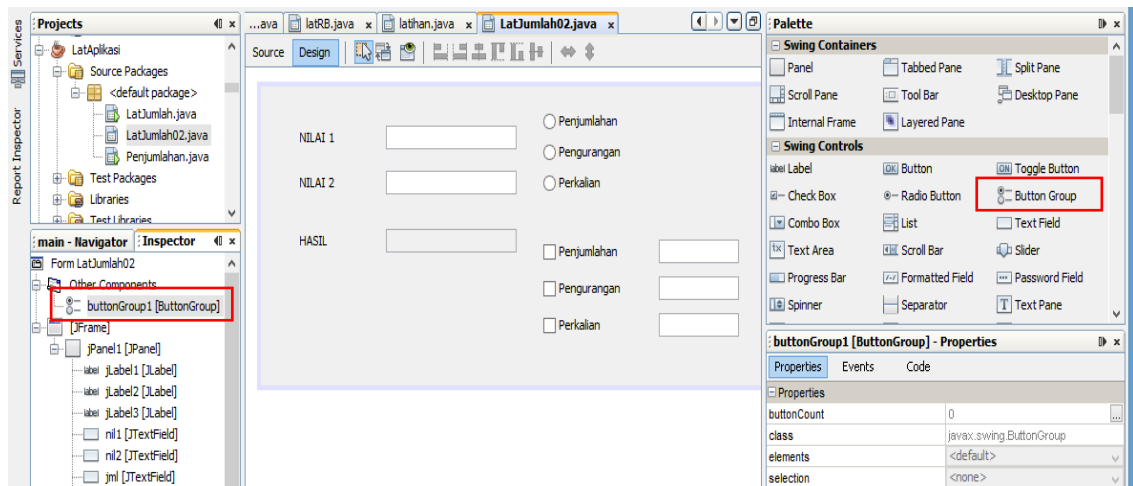 Services
Report Inspector
Projects
LatAplikasi
Source Packages
<default package>
LatJumlah.java
LatJumlah02.java
Penjumlahan.java
Test Packages
Libraries
Test Libraries
main - Navigator Inspector
Form LatJumlah02
Other Components
buttonGroup1 [ButtonGroup]
[JFrame]
jPanel1 [JPanel]
label jLabel1 [JLabel]
label jLabel2 [JLabel]
label jLabel3 [JLabel]
nil1 [JTextField]
nil2 [JTextField]
jml [JTextField]
...ava latRB.java x latihan.java x LatJumlah02.java x
Source Design
NILAI 1
NILAI 2
HASIL
Penjumlahan
Pengurangan
Perkalian
Penjumlahan
Pengurangan
Perkalian
Palette
Swing Containers
Panel Tabbed Pane Split Pane
Scroll Pane Tool Bar Desktop Pane
Internal Frame Layered Pane
Swing Controls
label Label OK Button ON Toggle Button
Check Box Radio Button Button Group
Combo Box List Text Field
Text Area Scroll Bar Slider
Progress Bar Formatted Field Password Field
Spinner Separator Text Pane
buttonGroup1 [ButtonGroup] - Properties
Properties Events Code
Properties
buttonCount 0 ...
class javax.swing.ButtonGroup
elements <default>
selection <none>